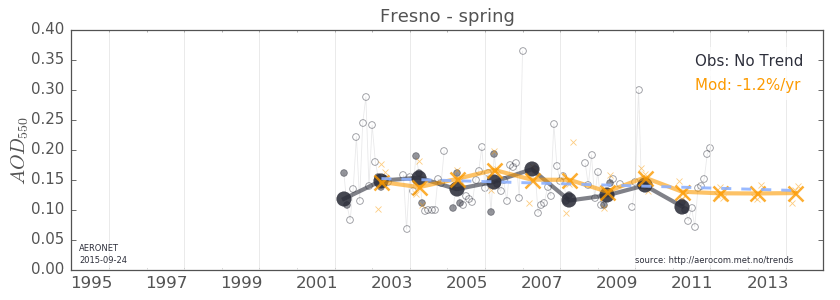 Fresno - spring
0.40
0.35
0.30
0.25
0.20
0.15
0.10
0.05
0.00
AOD550
Obs: No Trend
Mod: -1.2%/yr
AERONET
2015-09-24
source: http://aerocom.met.no/trends
1995 1997 1999 2001 2003 2005 2007 2009 2011 2013